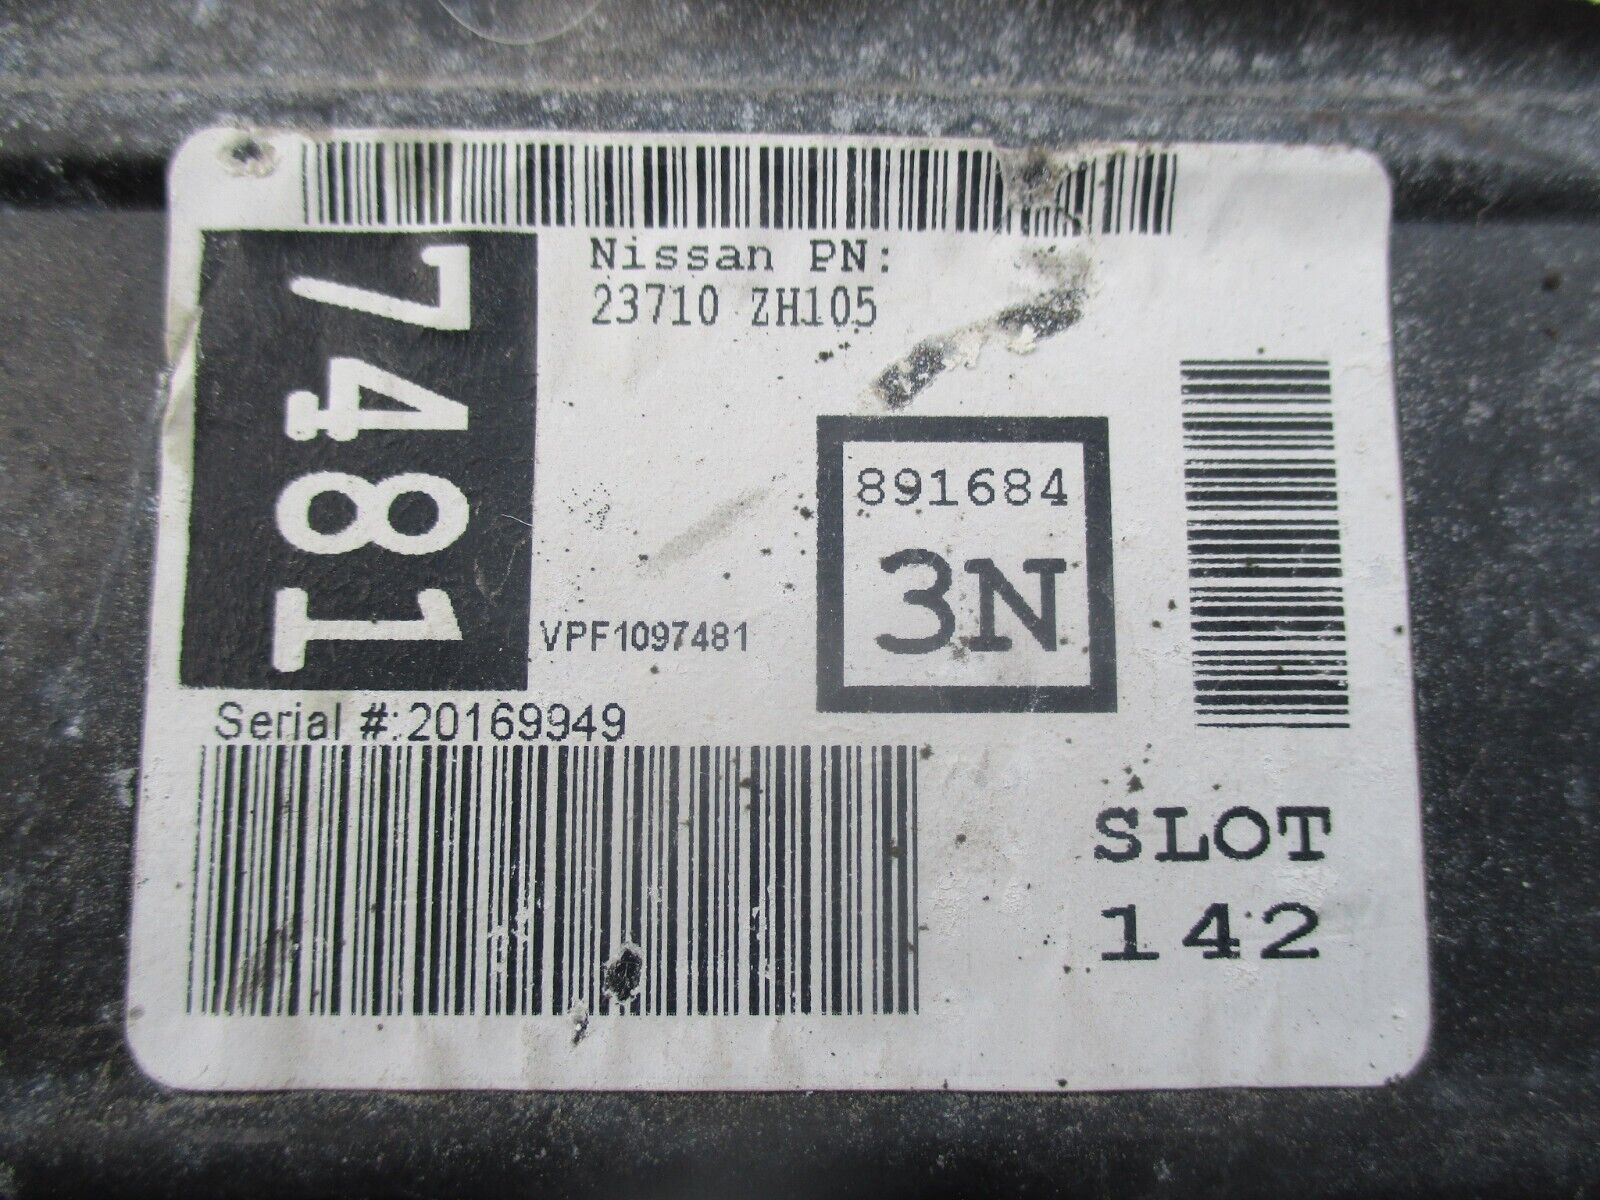 7481
Nissan PN:
23710 ZH105
891684
3N
VPF1097481
Serial #:20169949
SLOT
142